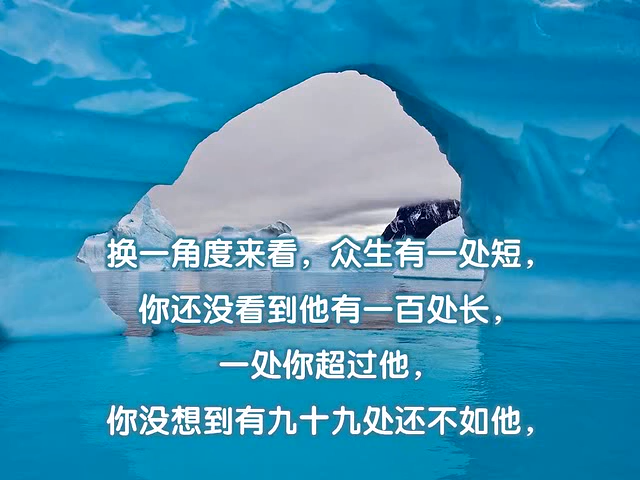 换一角度来看，众生有一处短，
你还没看到他有一百处长，
一处你超过他，
你没想到有九十九处还不如他，